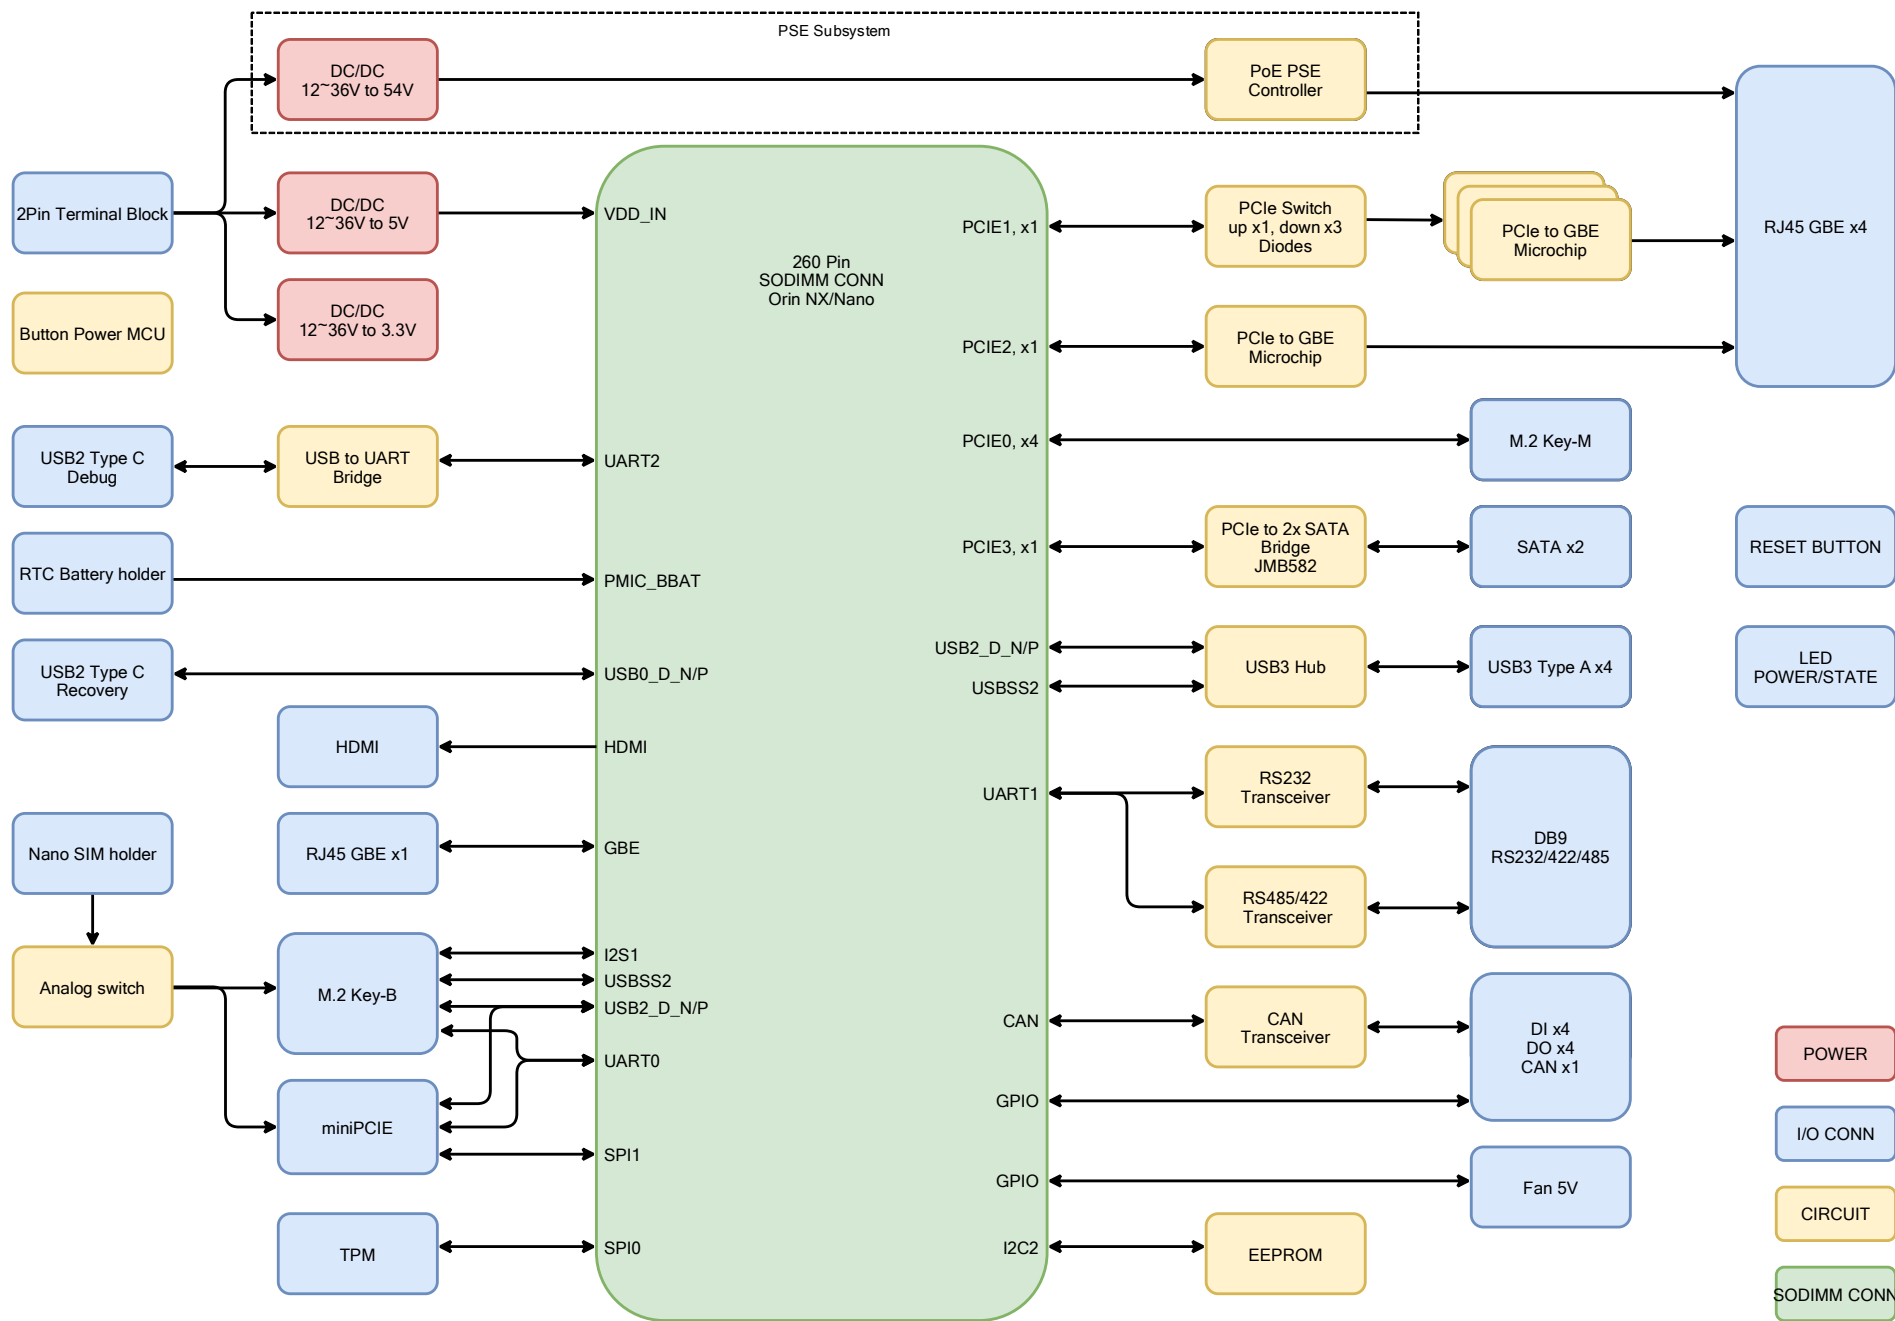 PSE Subsystem
DC/DC
12~36V to 54V
PoE PSE
Controller
2Pin Terminal Block
DC/DC
12~36V to 5V
VDD_IN
DC/DC
12~36V to 3.3V
Button Power MCU
260 Pin
SODIMM CONN
Orin NX/Nano
PCIE1, x1
PCIe Switch
up x1, down x3
Diodes
PCIe to GBE
Microchip
RJ45 GBE x4
PCIE2, x1
PCIe to GBE
Microchip
USB2 Type C
Debug
USB to UART
Bridge
UART2
PCIE0, x4
M.2 Key-M
RTC Battery holder
PMIC_BBAT
PCIE3, x1
PCIe to 2x SATA
Bridge
JMB582
SATA x2
RESET BUTTON
USB2 Type C
Recovery
USB0_D_N/P
USB2_D_N/P
USBSS2
USB3 Hub
USB3 Type A x4
LED
POWER/STATE
HDMI
HDMI
UART1
RS232
Transceiver
DB9
RS232/422/485
RS485/422
Transceiver
Nano SIM holder
RJ45 GBE x1
GBE
Analog switch
M.2 Key-B
I2S1
USBSS2
USB2_D_N/P
UART0
miniPCIE
SPI1
TPM
SPI0
CAN
CAN
Transceiver
DI x4
DO x4
CAN x1
GPIO
GPIO
Fan 5V
I2C2
EEPROM
POWER
I/O CONN
CIRCUIT
SODIMM CONN